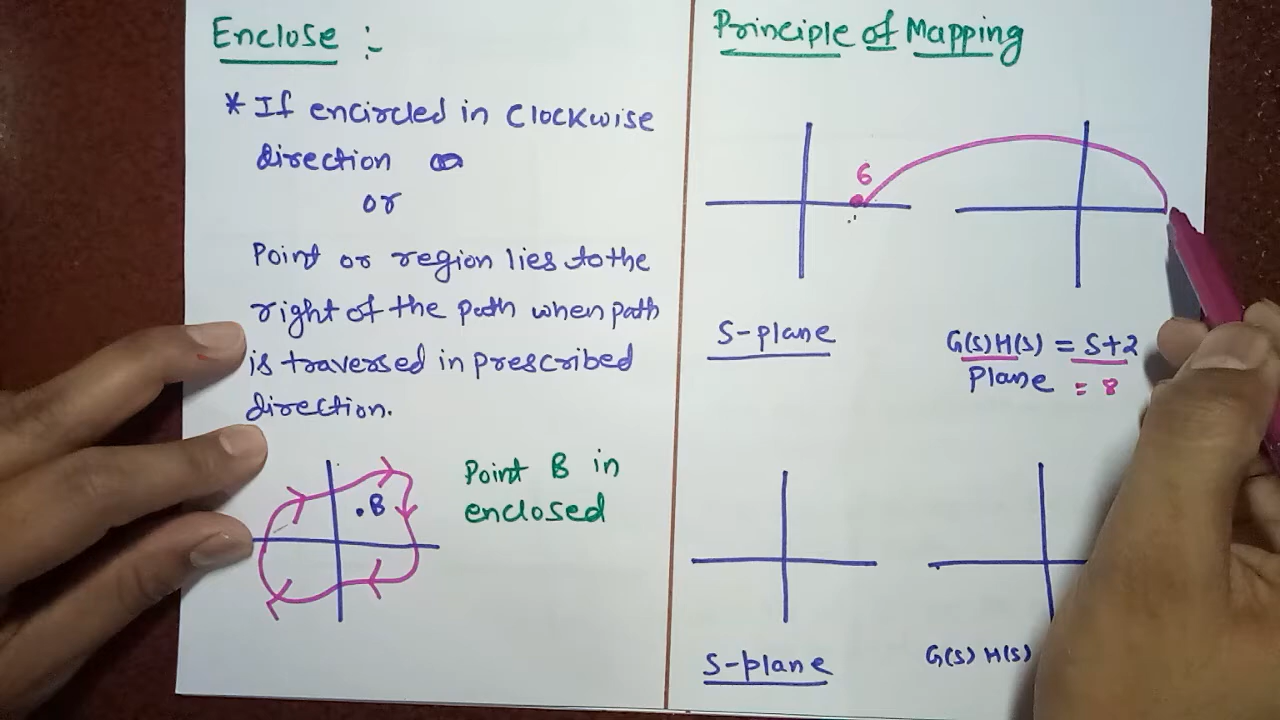 Enclose :-
* If encircled in Clockwise
direction
or
Point or region lies to the
right of the path when path
is traversed in prescribed
direction.
.B
Point B in
enclosed
Principle of Mapping
6
S-plane
G(s)H(s) = S+2
Plane = 8
S-plane
G(s) H(s)